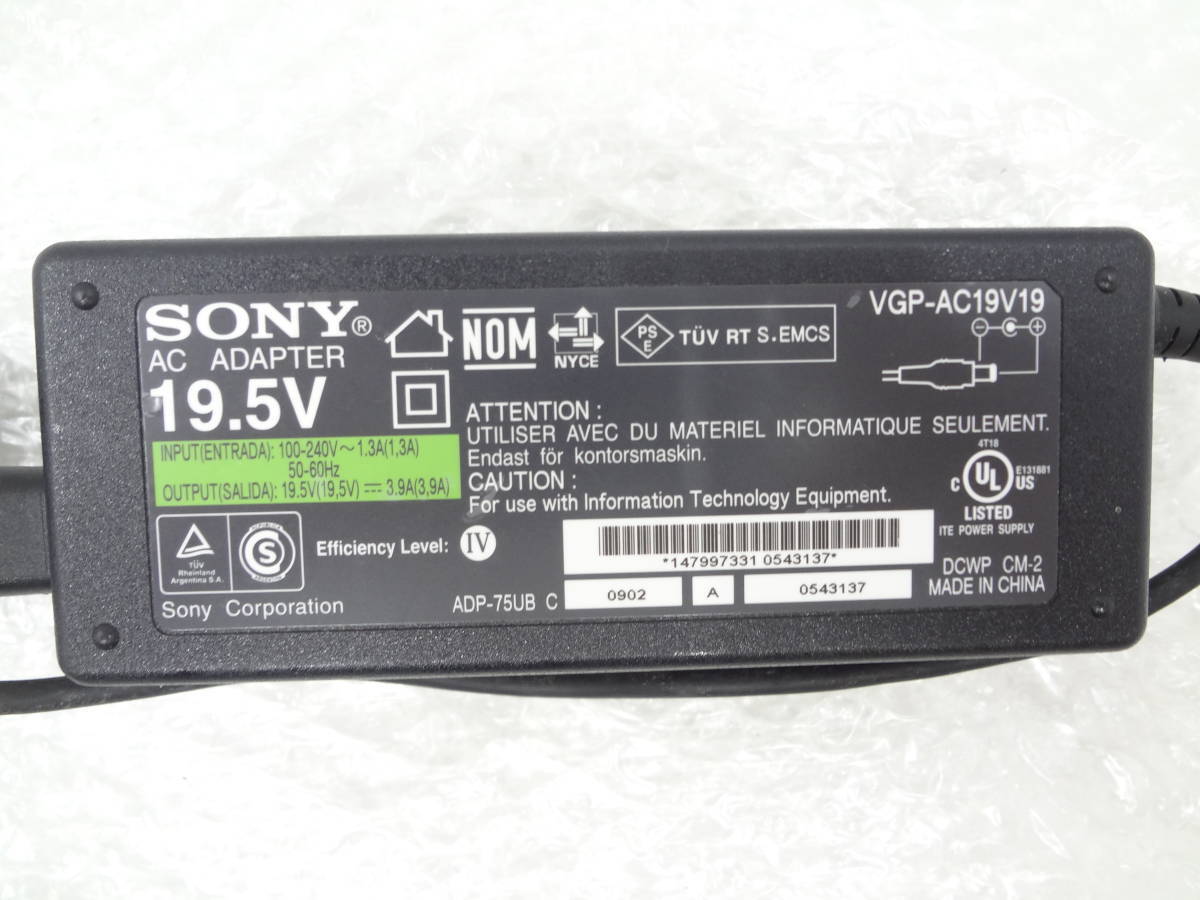 SONY®
AC ADAPTER
19.5V
INPUT(ENTRADA): 100-240V～1.3A(1,3A)
50-60Hz
OUTPUT(SALIDA): 19.5V(19,5V) ⎓ 3.9A(3,9A)
TÜV
Rheinland
Argentina S.A.
S
Efficiency Level: IV
Sony Corporation
NOM
NYCE
PS
E
TÜV RT S.EMCS
VGP-AC19V19
ATTENTION :
UTILISER AVEC DU MATERIEL INFORMATIQUE SEULEMENT.
Endast för kontorsmaskin.
CAUTION :
For use with Information Technology Equipment.
4T18
E131881
C UL US
LISTED
ITE POWER SUPPLY
*147997331 0543137*
ADP-75UB C 0902 A 0543137
DCWP CM-2
MADE IN CHINA